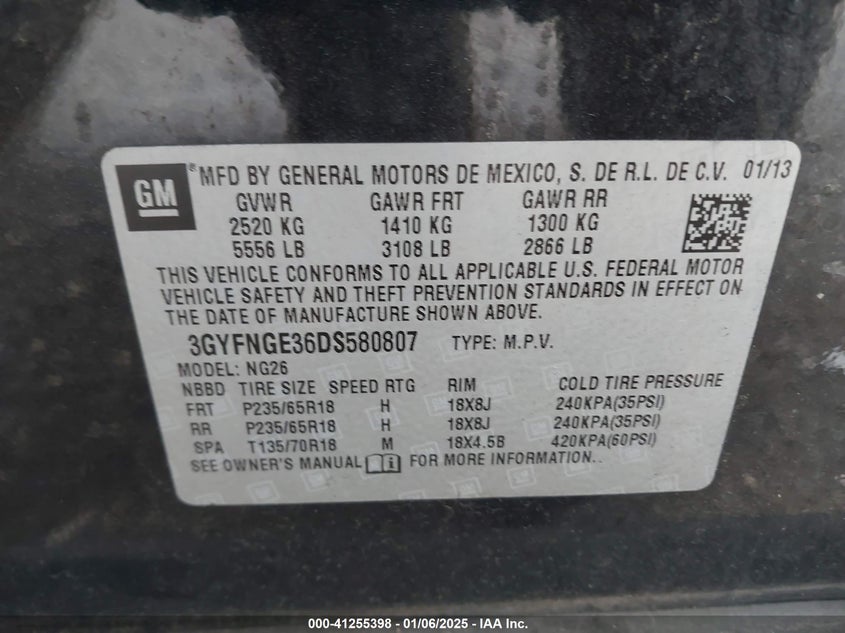 GM ® MFD BY GENERAL MOTORS DE MEXICO, S. DE R.L. DE C.V. 01/13
GVWR GAWR FRT GAWR RR
2520 KG 1410 KG 1300 KG
5556 LB 3108 LB 2866 LB
THIS VEHICLE CONFORMS TO ALL APPLICABLE U.S. FEDERAL MOTOR
VEHICLE SAFETY AND THEFT PREVENTION STANDARDS IN EFFECT ON
THE DATE OF MANUFACTURE SHOWN ABOVE.
3GYFNGE36DS580807 TYPE: M.P.V.
MODEL: NG26
NBBD TIRE SIZE SPEED RTG RIM COLD TIRE PRESSURE
FRT P235/65R18 H 18X8J 240KPA(35PSI)
RR P235/65R18 H 18X8J 240KPA(35PSI)
SPA T135/70R18 M 18X4.5B 420KPA(60PSI)
SEE OWNER'S MANUAL FOR MORE INFORMATION.
000-41255398 - 01/06/2025 - IAA Inc.